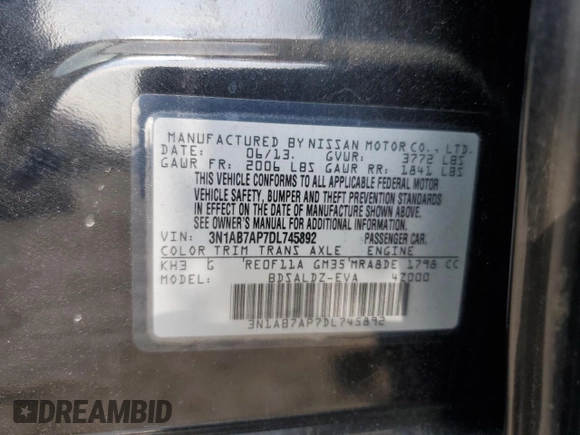 MANUFACTURED BY NISSAN MOTOR CO., LTD.
DATE: 06/13. GVWR: 3772 LBS
GAWR FR: 2006 LBS GAWR RR: 1841 LBS
THIS VEHICLE CONFORMS TO ALL APPLICABLE FEDERAL MOTOR
VEHICLE SAFETY, BUMPER AND THEFT PREVENTION STANDARDS
IN EFFECT ON THE DATE OF MANUFACTURE SHOWN ABOVE.
SEE OWNER'S MANUAL FOR ADDITIONAL INFORMATION.
VIN: 3N1AB7AP7DL745892 PASSENGER CAR.
COLOR TRIM TRANS AXLE ENGINE
KH3 G 'RE0F11A GM35'MRA8DE 1798 CC
MODEL: BDSALDZ-EVA 4Z000
3N1AB7AP7DL745892
DREAMBID